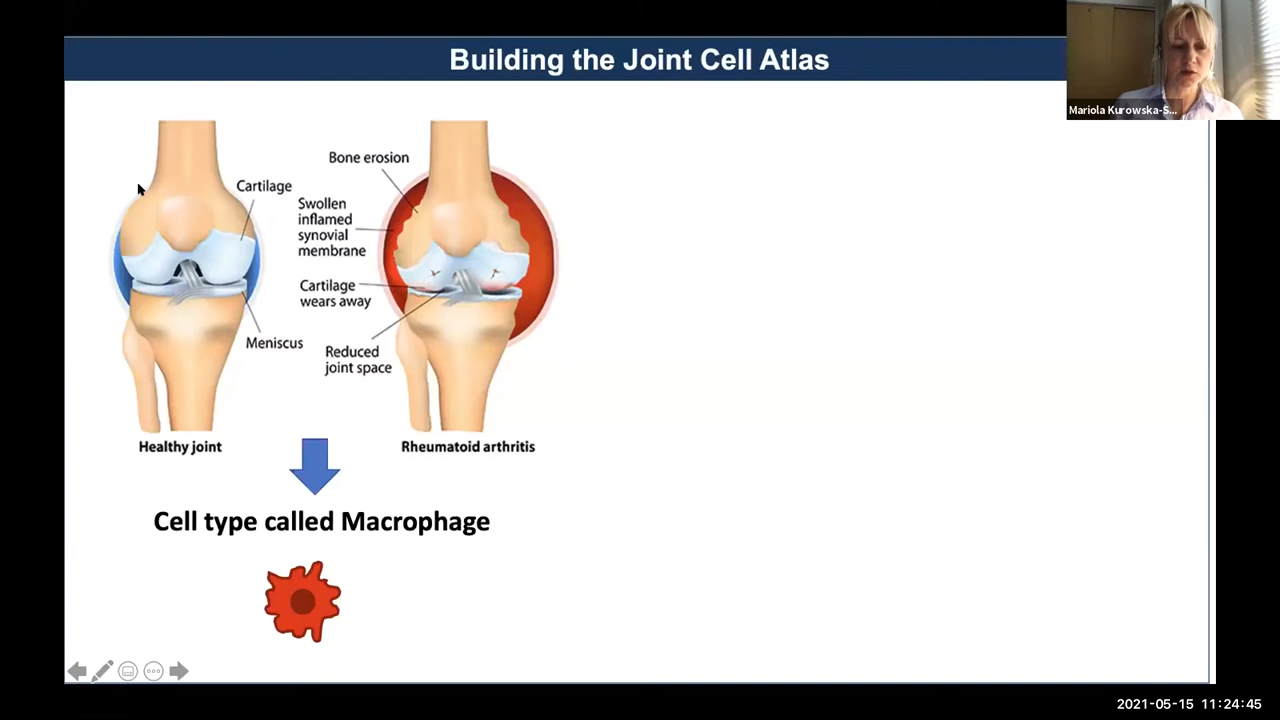 Building the Joint Cell Atlas
Mariola Kurowska-S...
Bone erosion
Cartilage
Swollen
inflamed
synovial
membrane
Cartilage
wears away
Meniscus
Reduced
joint space
Healthy joint
Rheumatoid arthritis
Cell type called Macrophage
2021-05-15 11:24:45